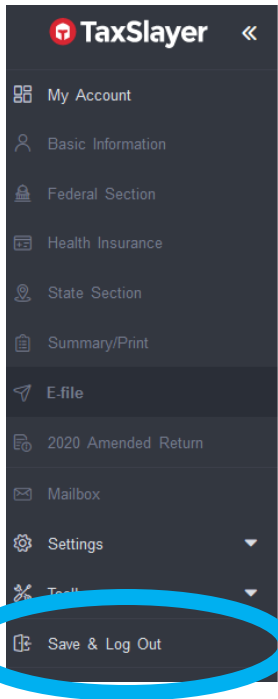 TaxSlayer «
My Account
Basic Information
Federal Section
Health Insurance
State Section
Summary/Print
E-file
2020 Amended Return
Mailbox
Settings
Save & Log Out